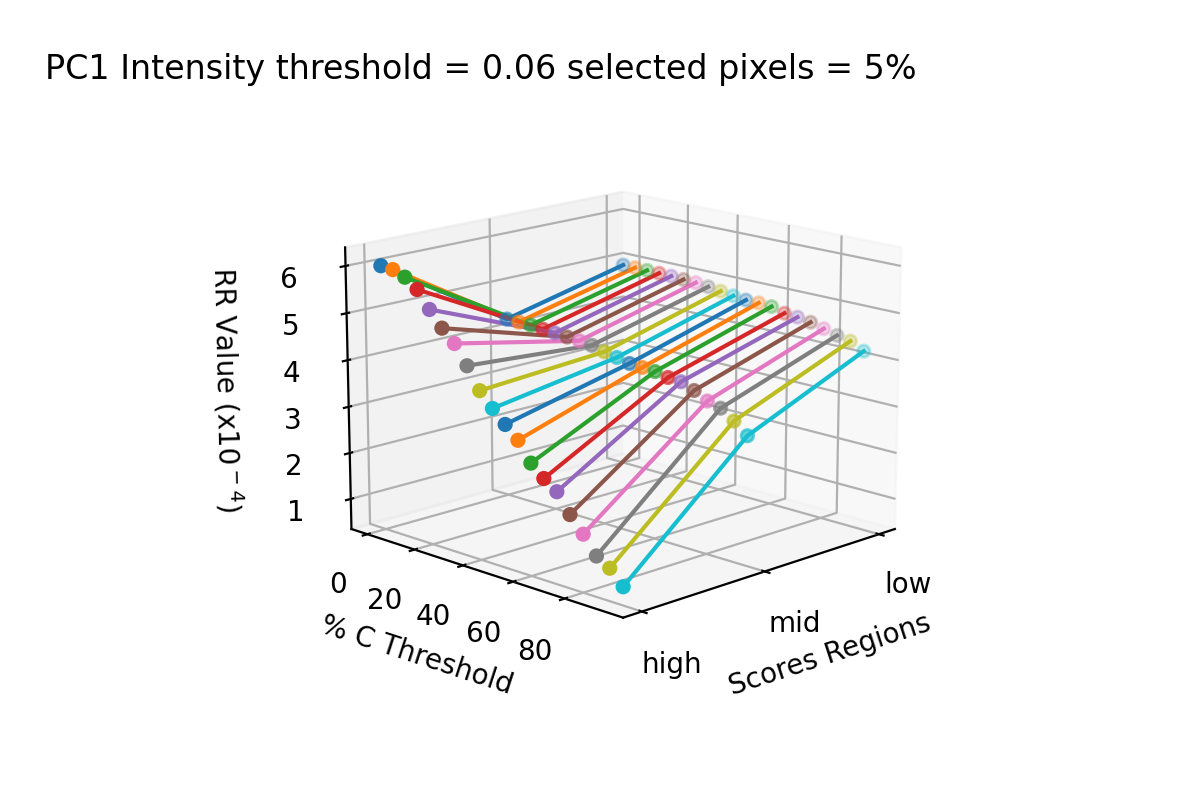 PC1 Intensity threshold = 0.06 selected pixels = 5%
RR Value (x10⁻⁴)
6
5
4
3
2
1
0
20
40
60
80
% C Threshold
high
mid
low
Scores Regions